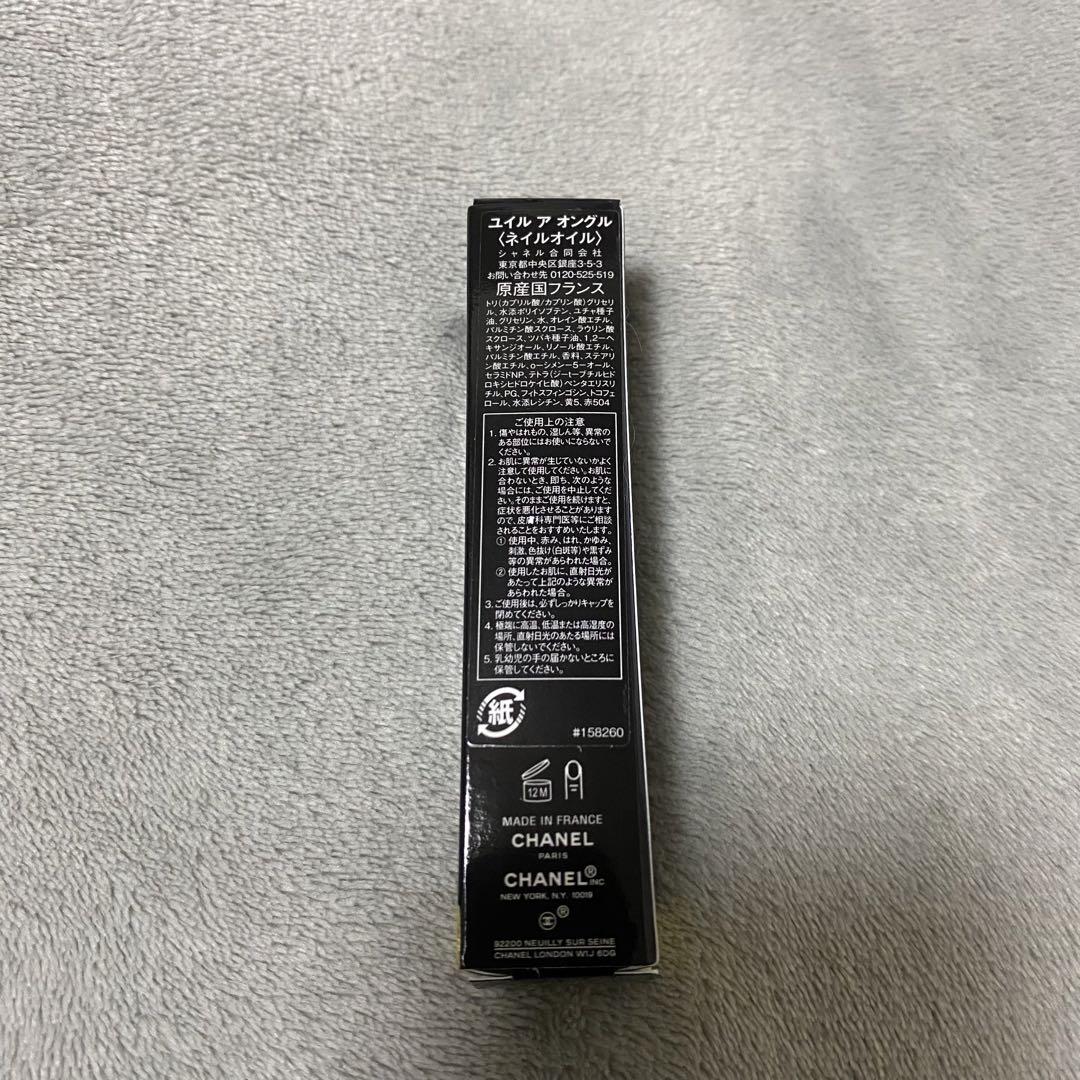 ユイル ア オングル
〈ネイルオイル〉
シャネル合同会社
東京都中央区銀座3-5-3
お問い合わせ先 0120-525-519
原産国フランス
トリ(カプリル酸/カプリン酸)グリセリ
ル、水添ポリイソブテン、ユチャ種子
油、グリセリン、水、オレイン酸エチル、
パルミチン酸スクロース、ラウリン酸
スクロース、ツバキ種子油、1,2-ヘ
キサンジオール、リノール酸エチル、
パルミチン酸エチル、香料、ステアリ
ン酸エチル、o-シメン-5-オール、
セラミドNP、テトラ(ジ-t-ブチルヒド
ロキシヒドロケイヒ酸)ペンタエリスリ
チル、PG、フィトスフィンゴシン、トコフェ
ロール、水添レシチン、黄5、赤504
ご使用上の注意
1. 傷やはれもの、湿しん等、異常の
ある部位にはお使いにならないで
ください。
2. お肌に異常が生じていないかよく
注意して使用してください。お肌に
合わないとき、即ち、次のような
場合には、ご使用を中止してくだ
さい。そのままご使用を続けますと、
症状を悪化させることがあります
ので、皮膚科専門医等にご相談
されることをおすすめいたします。
① 使用中、赤み、はれ、かゆみ、
刺激、色抜け(白斑等)や黒ずみ
等の異常があらわれた場合。
② 使用したお肌に、直射日光が
あたって上記のような異常が
あらわれた場合。
3. ご使用後は、必ずしっかりキャップを
閉めてください。
4. 極端に高温、低温または高湿度の
場所、直射日光のあたる場所には
保管しないでください。
5. 乳幼児の手の届かないところに
保管してください。
紙
#158260
12M
MADE IN FRANCE
CHANEL
PARIS
CHANEL® INC
NEW YORK, N.Y. 10019
®
92200 NEUILLY SUR SEINE
CHANEL LONDON W1J 6DG